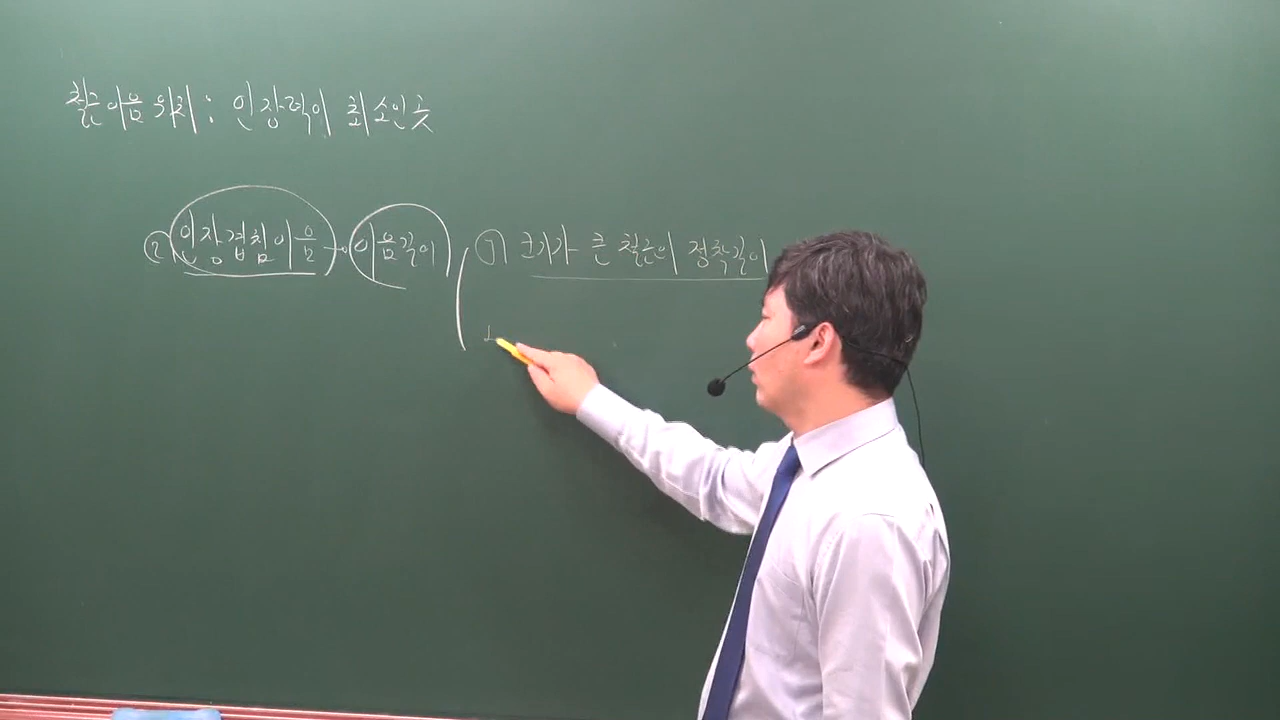 철근이음 위치 : 인장력이 최소인 곳
② 인장겹침이음 → 이음길이 ( ㄱ) 크기가 큰 철근의 정착길이
ㄴ